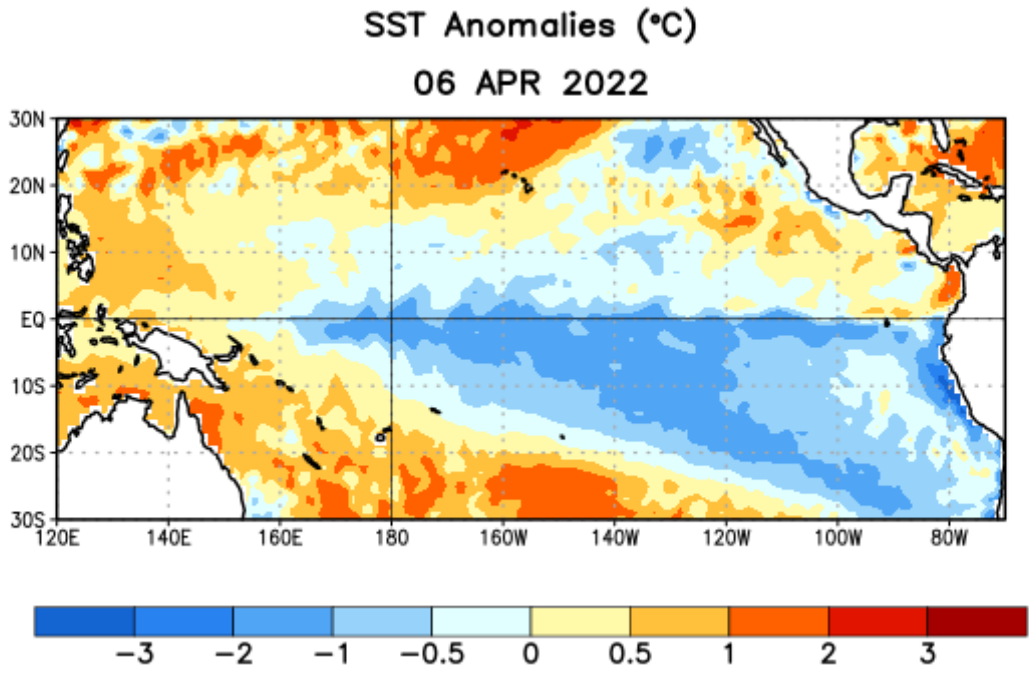 SST Anomalies (°C)
06 APR 2022
30N
20N
10N
EQ
10S
20S
30S
120E 140E 160E 180 160W 140W 120W 100W 80W
−3 −2 −1 −0.5 0 0.5 1 2 3